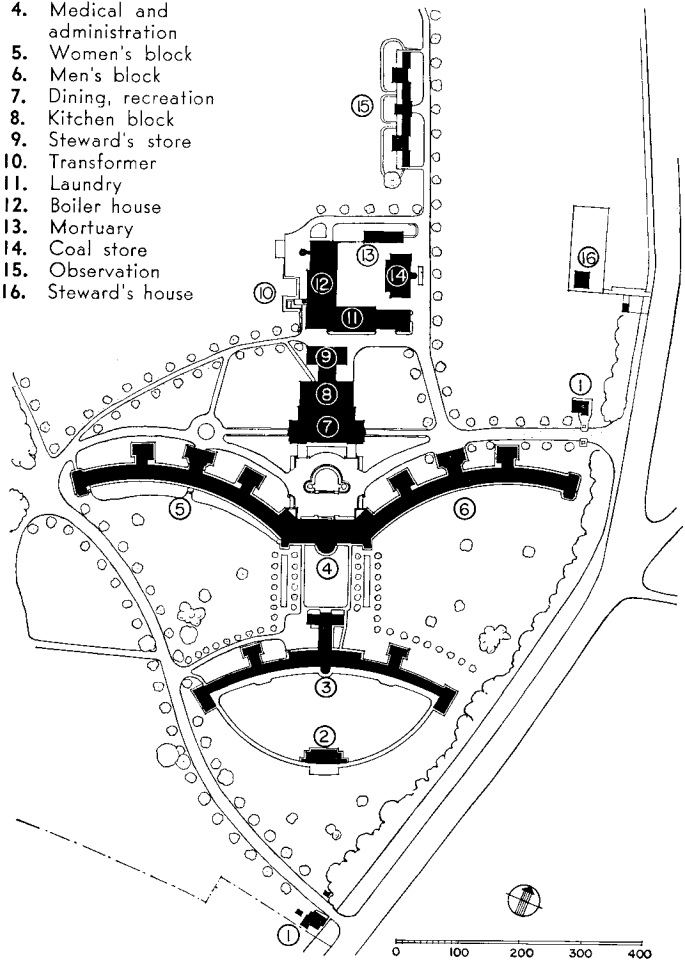 4. Medical and
administration
5. Women's block
6. Men's block
7. Dining, recreation
8. Kitchen block
9. Steward's store
10. Transformer
11. Laundry
12. Boiler house
13. Mortuary
14. Coal store
15. Observation
16. Steward's house
15
13
14
12
10
11
16
9
8
1
7
5
6
4
3
2
1
0 100 200 300 400